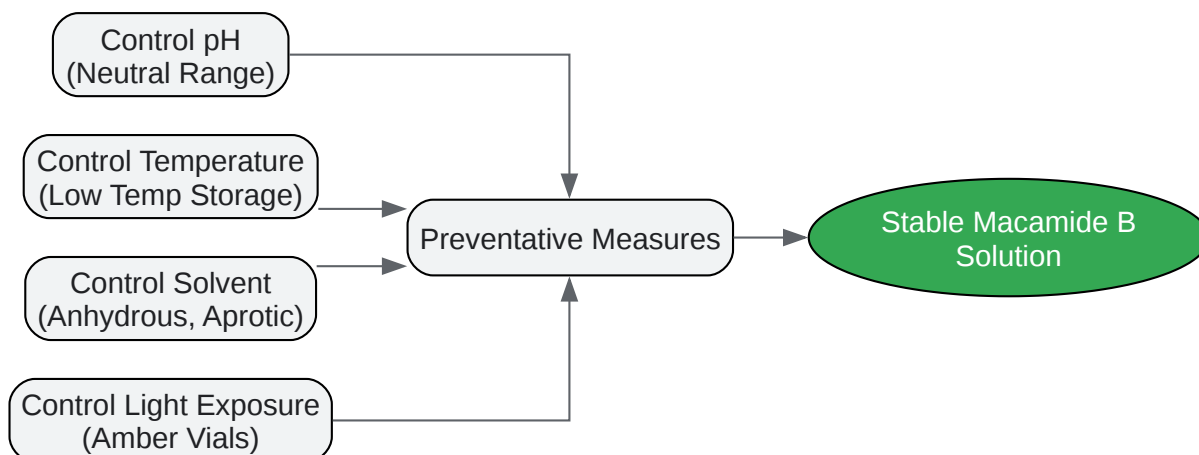 Control pH
(Neutral Range)
Control Temperature
(Low Temp Storage)
Control Solvent
(Anhydrous, Aprotic)
Control Light Exposure
(Amber Vials)
Preventative Measures
Stable Macamide B
Solution